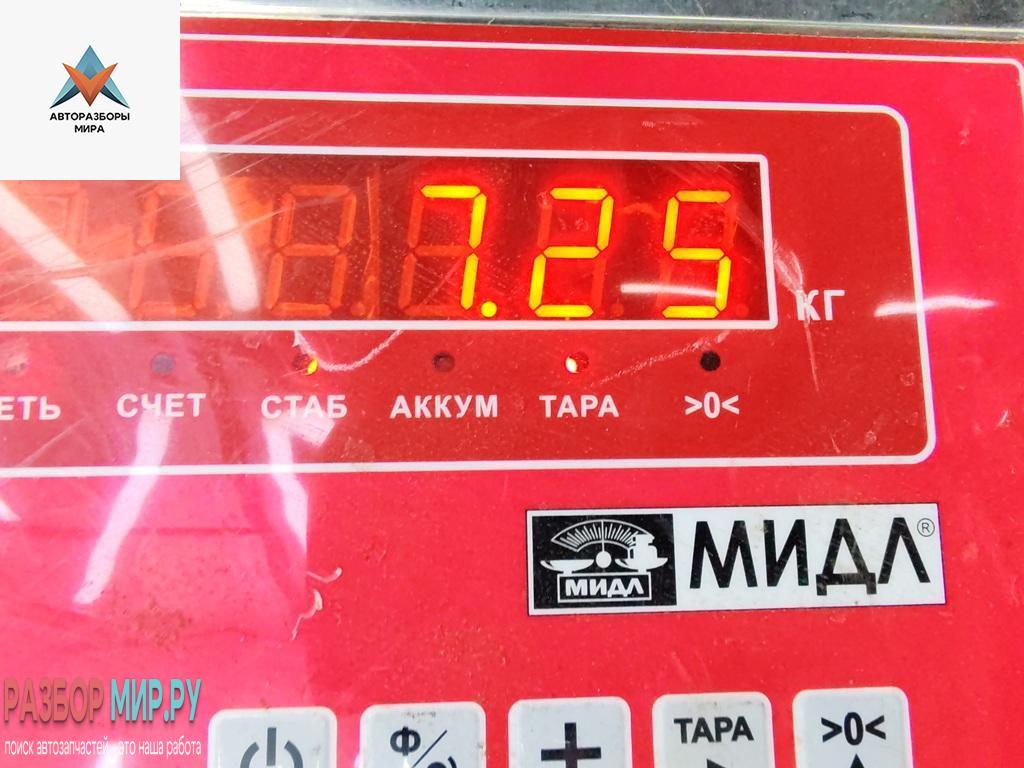 АВТОРАЗБОРЫ
МИРА
7.25
КГ
ЕТЬ СЧЕТ СТАБ АККУМ ТАРА >0<
МИДЛ МИДЛ®
РАЗБОР МИР.РУ
поиск автозапчастей - это наша работа
Ф/
+ ТАРА >0<